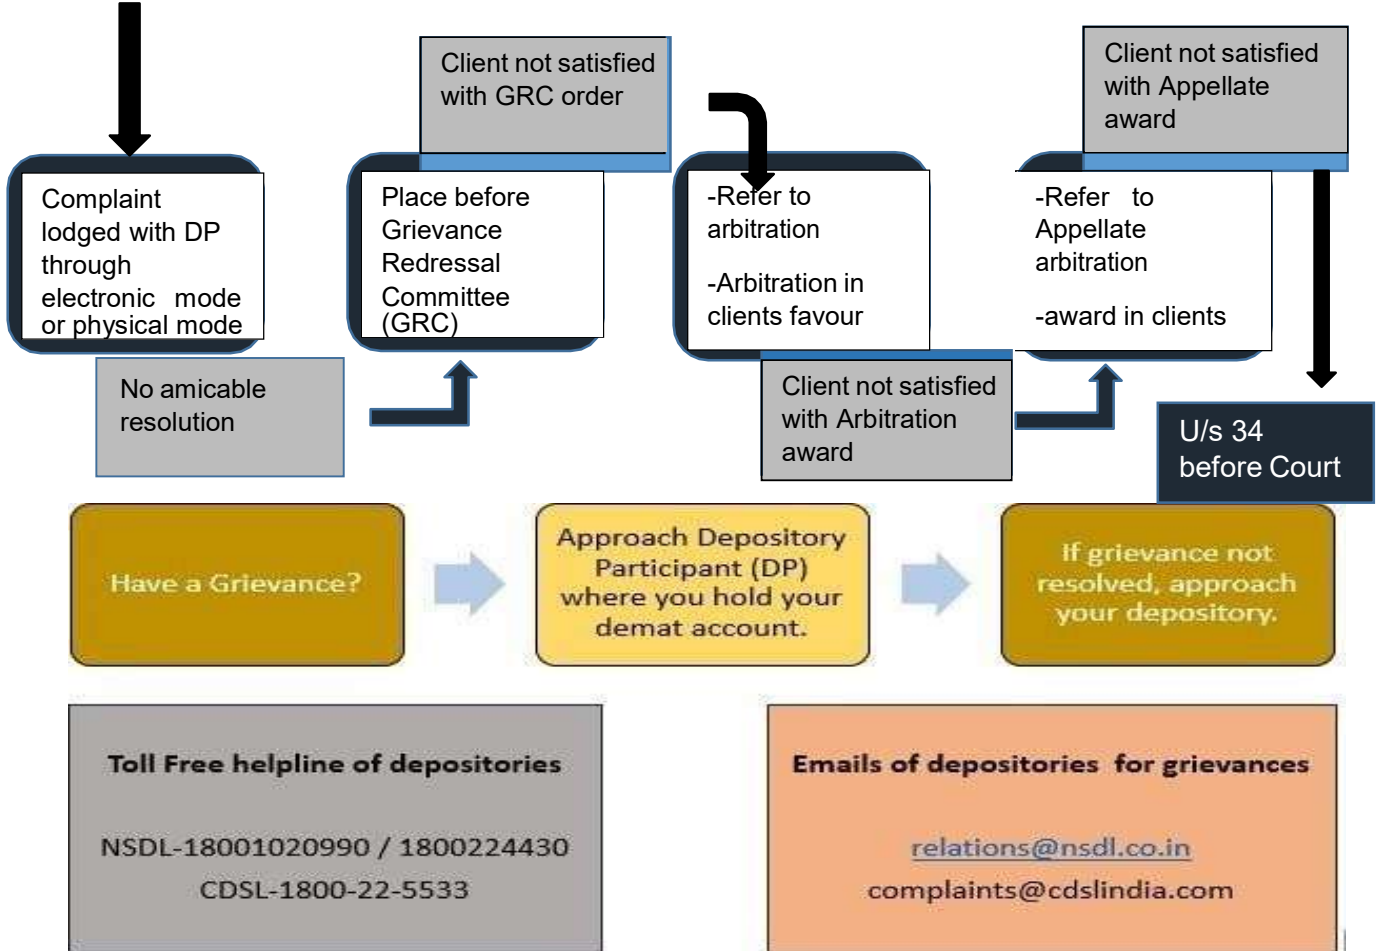 Client not satisfied
with GRC order
Client not satisfied
with Appellate
award
Complaint
lodged with DP
through
electronic mode
or physical mode
Place before
Grievance
Redressal
Committee
(GRC)
-Refer to
arbitration
-Arbitration in
clients favour
-Refer to
Appellate
arbitration
-award in clients
No amicable
resolution
Client not satisfied
with Arbitration
award
U/s 34
before Court
Have a Grievance?
Approach Depository
Participant (DP)
where you hold your
demat account.
If grievance not
resolved, approach
your depository.
Toll Free helpline of depositories
NSDL-18001020990 / 1800224430
CDSL-1800-22-5533
Emails of depositories for grievances
relations@nsdl.co.in
complaints@cdslindia.com